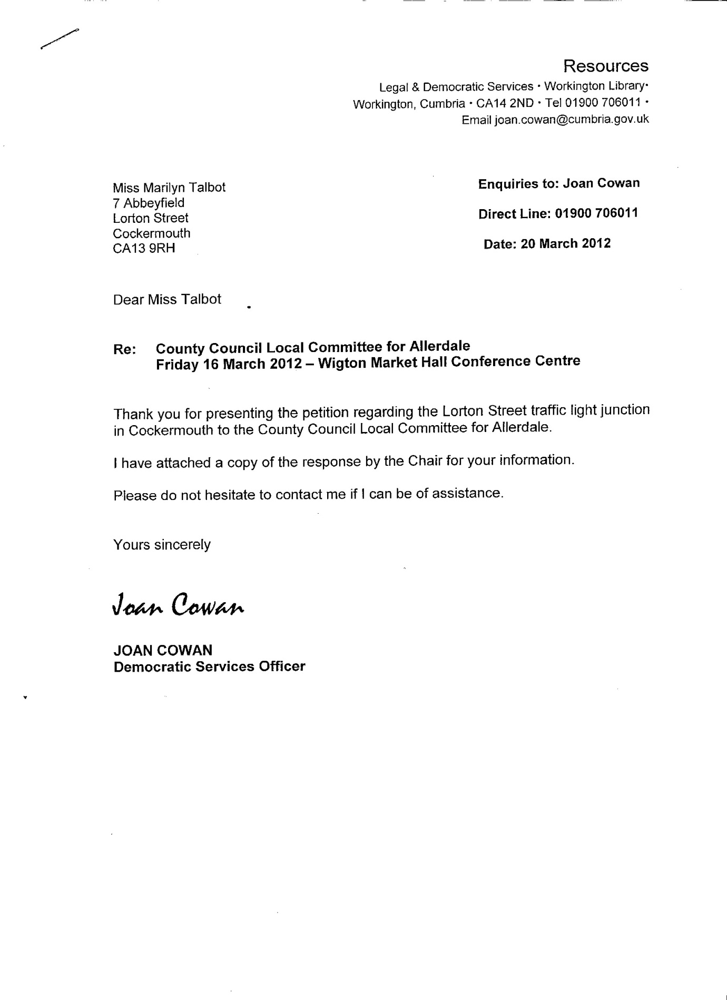 Resources
Legal & Democratic Services • Workington Library•
Workington, Cumbria • CA14 2ND • Tel 01900 706011 •
Email joan.cowan@cumbria.gov.uk
Miss Marilyn Talbot
7 Abbeyfield
Lorton Street
Cockermouth
CA13 9RH
Enquiries to: Joan Cowan
Direct Line: 01900 706011
Date: 20 March 2012
Dear Miss Talbot
Re: County Council Local Committee for Allerdale
Friday 16 March 2012 – Wigton Market Hall Conference Centre
Thank you for presenting the petition regarding the Lorton Street traffic light junction
in Cockermouth to the County Council Local Committee for Allerdale.
I have attached a copy of the response by the Chair for your information.
Please do not hesitate to contact me if I can be of assistance.
Yours sincerely
Joan Cowan
JOAN COWAN
Democratic Services Officer